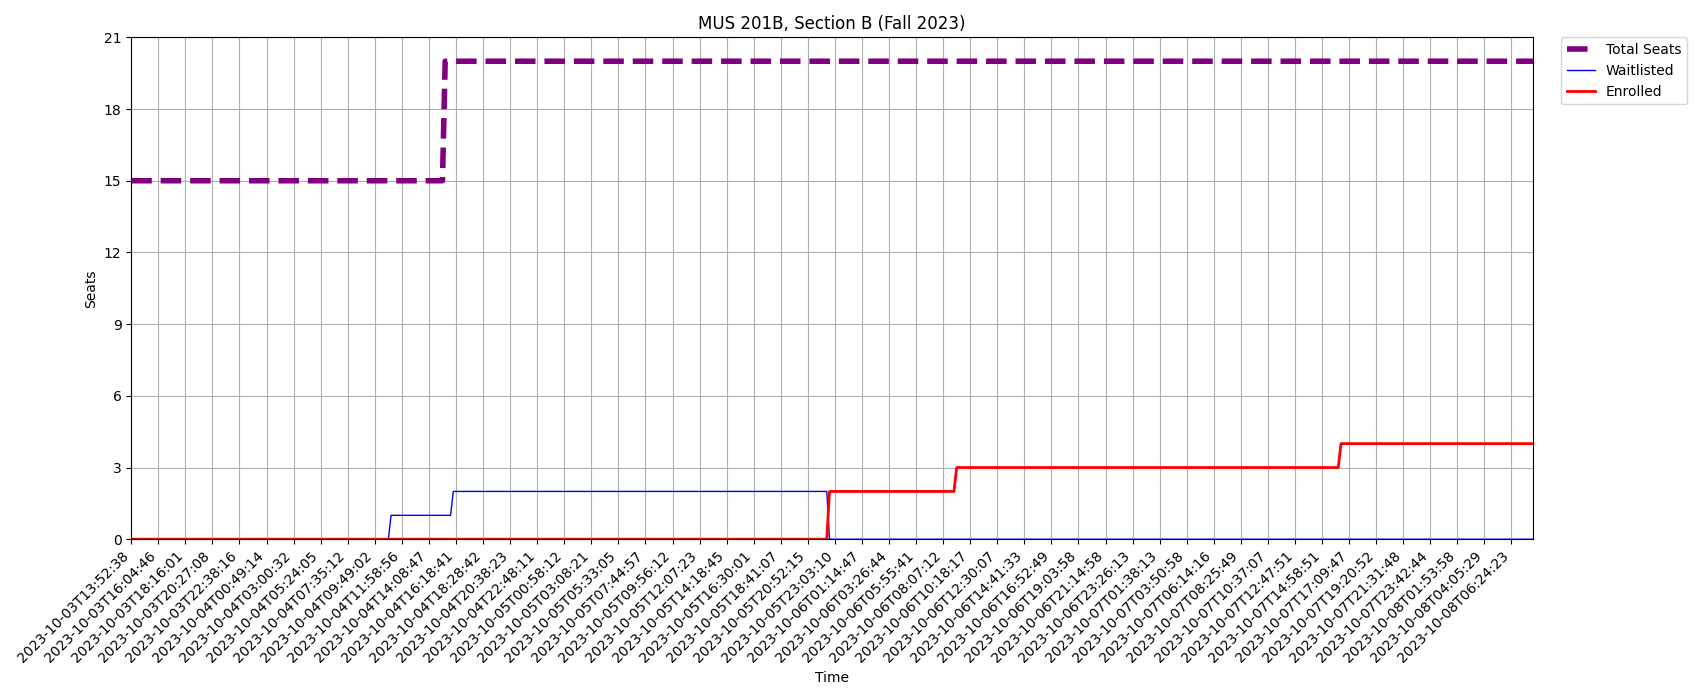 MUS 201B, Section B (Fall 2023)
Total Seats
Waitlisted
Enrolled
Seats
21
18
15
12
9
6
3
0
2023-10-03T13:52:38
2023-10-03T16:04:46
2023-10-03T18:16:01
2023-10-03T20:27:08
2023-10-03T22:38:16
2023-10-04T00:49:14
2023-10-04T03:00:32
2023-10-04T05:24:05
2023-10-04T07:35:12
2023-10-04T09:49:02
2023-10-04T11:58:56
2023-10-04T14:08:47
2023-10-04T16:18:41
2023-10-04T18:28:42
2023-10-04T20:38:23
2023-10-04T22:48:11
2023-10-05T00:58:12
2023-10-05T03:08:21
2023-10-05T05:33:05
2023-10-05T07:44:57
2023-10-05T09:56:12
2023-10-05T12:07:23
2023-10-05T14:18:45
2023-10-05T16:30:01
2023-10-05T18:41:07
2023-10-05T20:52:15
2023-10-05T23:03:10
2023-10-06T01:14:47
2023-10-06T03:26:44
2023-10-06T05:55:41
2023-10-06T08:07:12
2023-10-06T10:18:17
2023-10-06T12:30:07
2023-10-06T14:41:33
2023-10-06T16:52:49
2023-10-06T19:03:58
2023-10-06T21:14:58
2023-10-06T23:26:13
2023-10-07T01:38:13
2023-10-07T03:50:58
2023-10-07T06:14:16
2023-10-07T08:25:49
2023-10-07T10:37:07
2023-10-07T12:47:51
2023-10-07T14:58:51
2023-10-07T17:09:47
2023-10-07T19:20:52
2023-10-07T21:31:48
2023-10-07T23:42:44
2023-10-08T01:53:58
2023-10-08T04:05:29
2023-10-08T06:24:23
Time